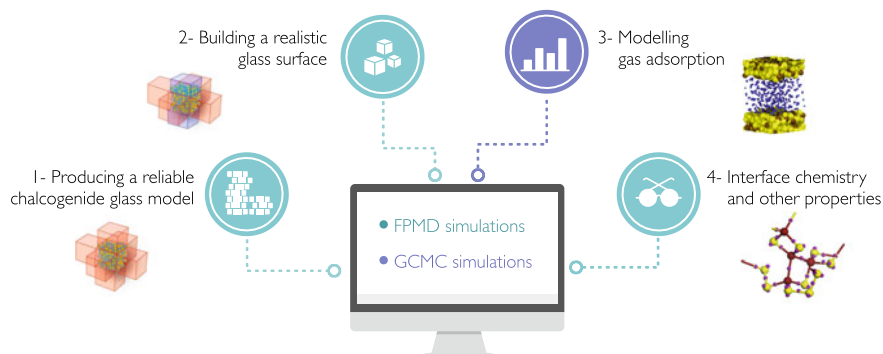 2- Building a realistic
glass surface
3- Modelling
gas adsorption
1- Producing a reliable
chalcogenide glass model
4- Interface chemistry
and other properties
• FPMD simulations
• GCMC simulations